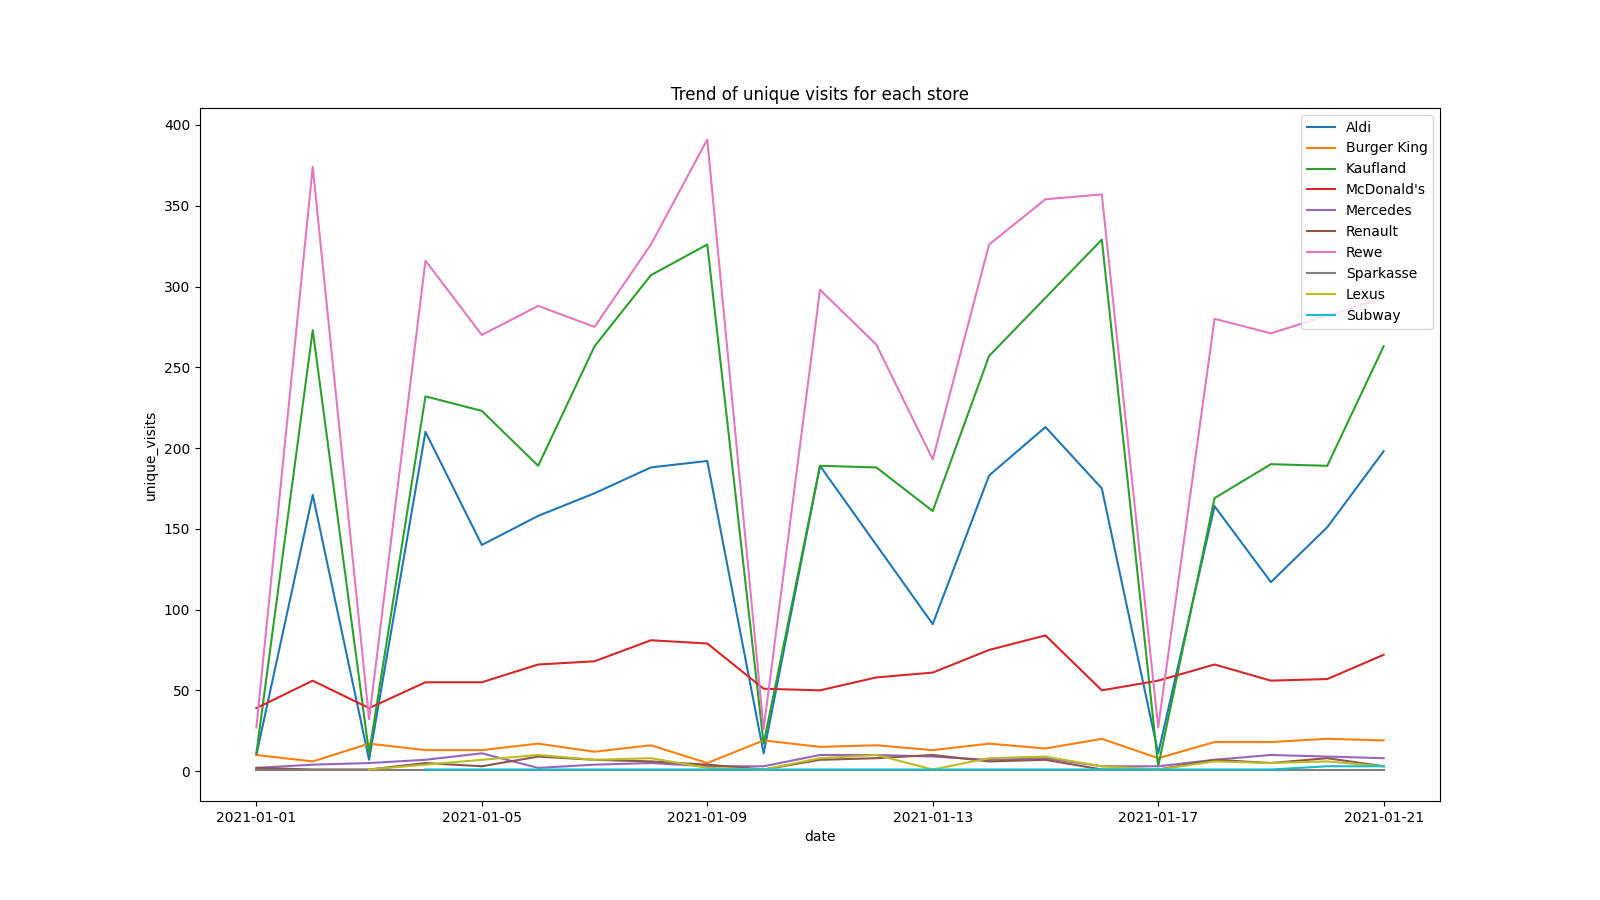 Trend of unique visits for each store
400
350
300
250
200
150
100
50
0
unique_visits
Aldi
Burger King
Kaufland
McDonald's
Mercedes
Renault
Rewe
Sparkasse
Lexus
Subway
2021-01-01 2021-01-05 2021-01-09 2021-01-13 2021-01-17 2021-01-21
date